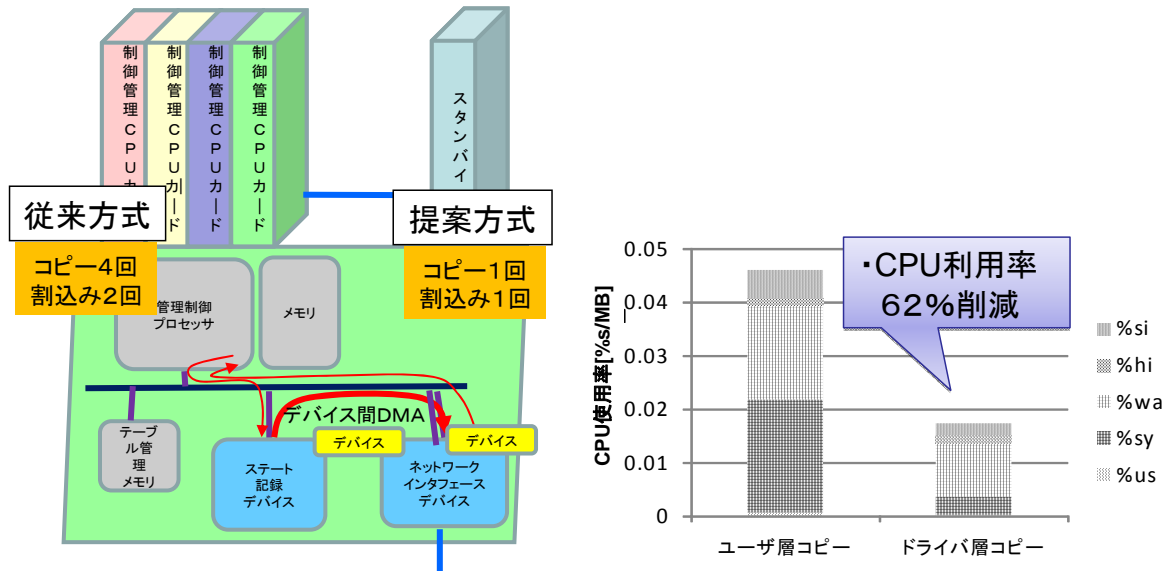 制御管理CPUカ
制御管理CPUカード
制御管理CPUカード
制御管理CPUカード
スタンバイ
従来方式
コピー4回
割込み2回
提案方式
コピー1回
割込み1回
管理制御
プロセッサ
メモリ
デバイス間DMA
テーブ
ル管
理
メモリ
デバイス
デバイス
ステート
記録
デバイス
ネットワーク
インタフェース
デバイス
CPU使用率[%s/MB]
0.05
0.04
0.03
0.02
0.01
0
・CPU利用率
62%削減
ユーザ層コピー
ドライバ層コピー
%si
%hi
%wa
%sy
%us